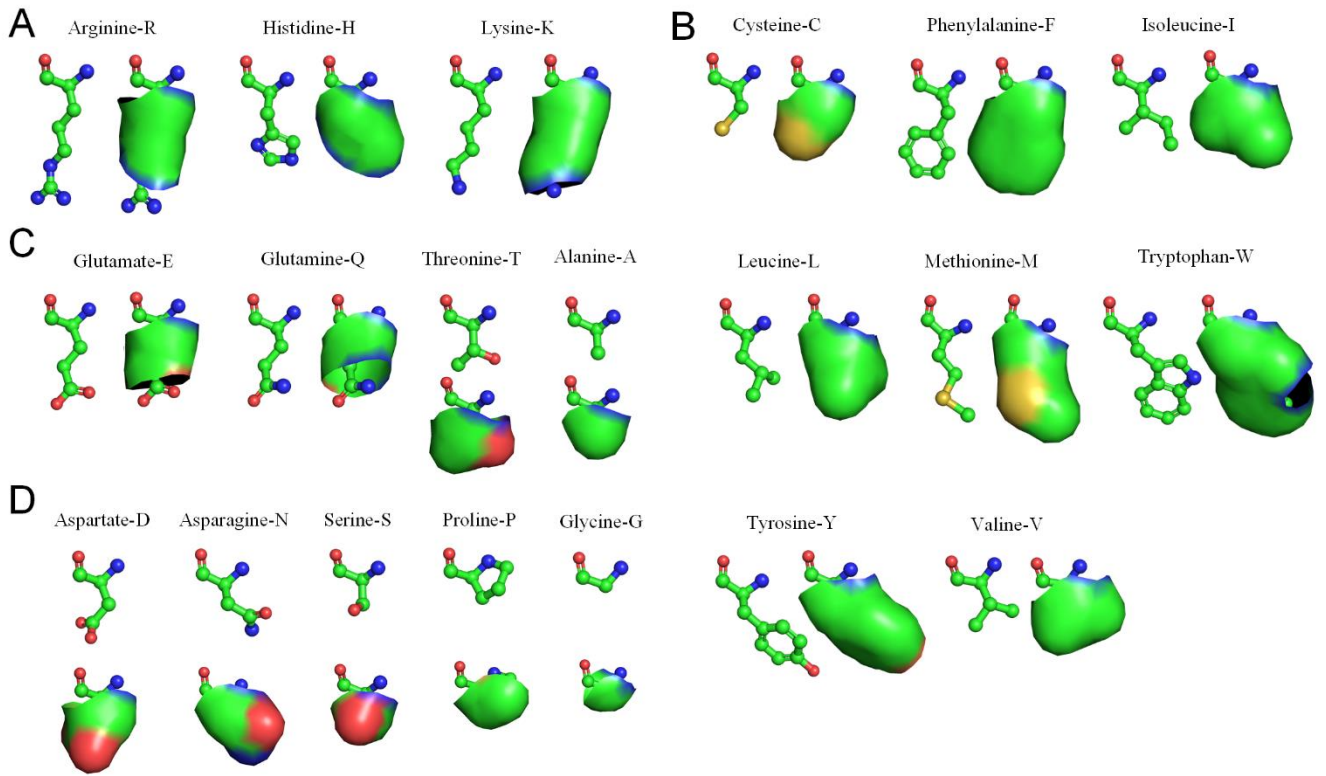 A
Arginine-R Histidine-H Lysine-K
B
Cysteine-C Phenylalanine-F Isoleucine-I
C
Glutamate-E Glutamine-Q Threonine-T Alanine-A
Leucine-L Methionine-M Tryptophan-W
D
Aspartate-D Asparagine-N Serine-S Proline-P Glycine-G
Tyrosine-Y Valine-V